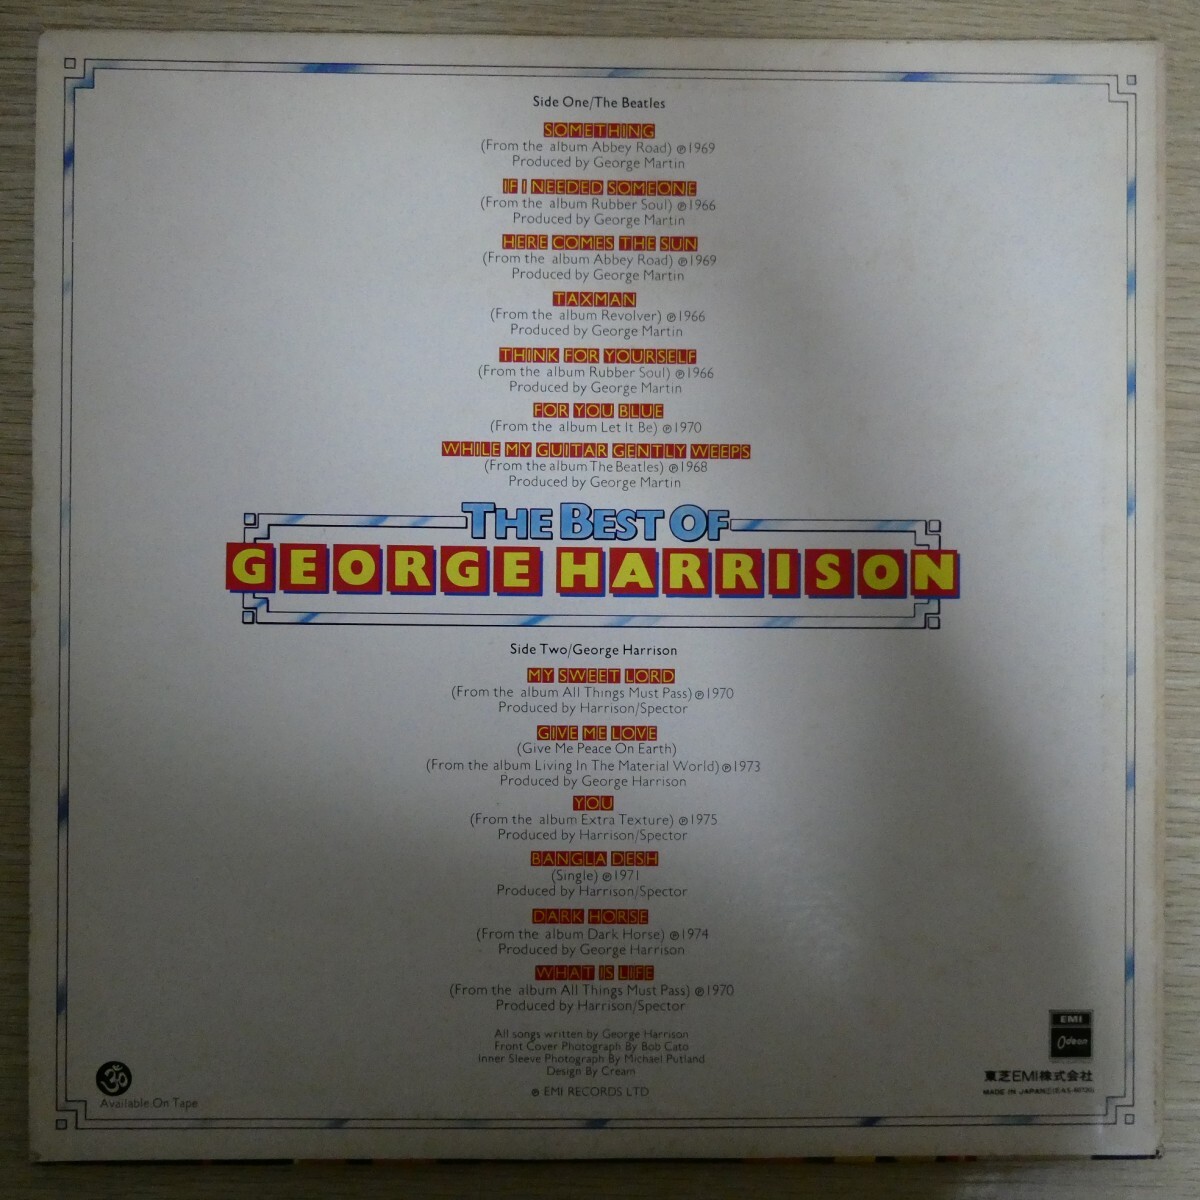 Side One/The Beatles
SOMETHING
(From the album Abbey Road) ℗1969
Produced by George Martin
IF I NEEDED SOMEONE
(From the album Rubber Soul) ℗1966
Produced by George Martin
HERE COMES THE SUN
(From the album Abbey Road) ℗1969
Produced by George Martin
TAXMAN
(From the album Revolver) ℗1966
Produced by George Martin
THINK FOR YOURSELF
(From the album Rubber Soul) ℗1966
Produced by George Martin
FOR YOU BLUE
(From the album Let It Be) ℗1970
WHILE MY GUITAR GENTLY WEEPS
(From the album The Beatles) ℗1968
Produced by George Martin
THE BEST OF
GEORGE HARRISON
Side Two/George Harrison
MY SWEET LORD
(From the album All Things Must Pass) ℗1970
Produced by Harrison/Spector
GIVE ME LOVE
(Give Me Peace On Earth)
(From the album Living In The Material World) ℗1973
Produced by George Harrison
YOU
(From the album Extra Texture) ℗1975
Produced by Harrison/Spector
BANGLA DESH
(Single) ℗1971
Produced by Harrison/Spector
DARK HORSE
(From the album Dark Horse) ℗1974
Produced by George Harrison
WHAT IS LIFE
(From the album All Things Must Pass) ℗1970
Produced by Harrison/Spector
All songs written by George Harrison
Front Cover Photograph By Bob Cato
Inner Sleeve Photograph By Michael Putland
Design By Cream
℗ EMI RECORDS LTD
ॐ
Available On Tape
EMI
Odeon
東芝EMI株式会社
MADE IN JAPAN